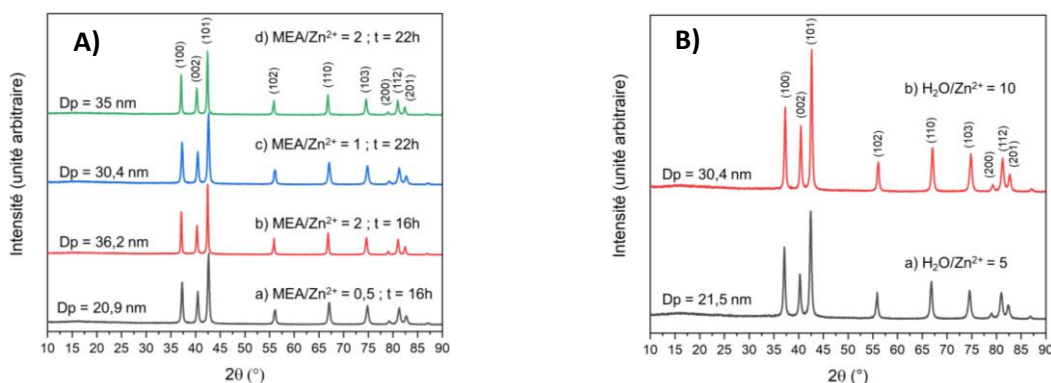 A)
Intensité (unité arbitraire)
(100)
(002)
(101)
(102)
(110)
(103)
(200)
(112)
(201)
d) MEA/Zn²⁺ = 2 ; t = 22h
Dp = 35 nm
c) MEA/Zn²⁺ = 1 ; t = 22h
Dp = 30,4 nm
b) MEA/Zn²⁺ = 2 ; t = 16h
Dp = 36,2 nm
a) MEA/Zn²⁺ = 0,5 ; t = 16h
Dp = 20,9 nm
10 15 20 25 30 35 40 45 50 55 60 65 70 75 80 85 90
2θ (°)
B)
Intensité (unité arbitraire)
(100)
(002)
(101)
(102)
(110)
(103)
(200)
(112)
(201)
b) H₂O/Zn²⁺ = 10
Dp = 30,4 nm
a) H₂O/Zn²⁺ = 5
Dp = 21,5 nm
10 15 20 25 30 35 40 45 50 55 60 65 70 75 80 85 90
2θ (°)